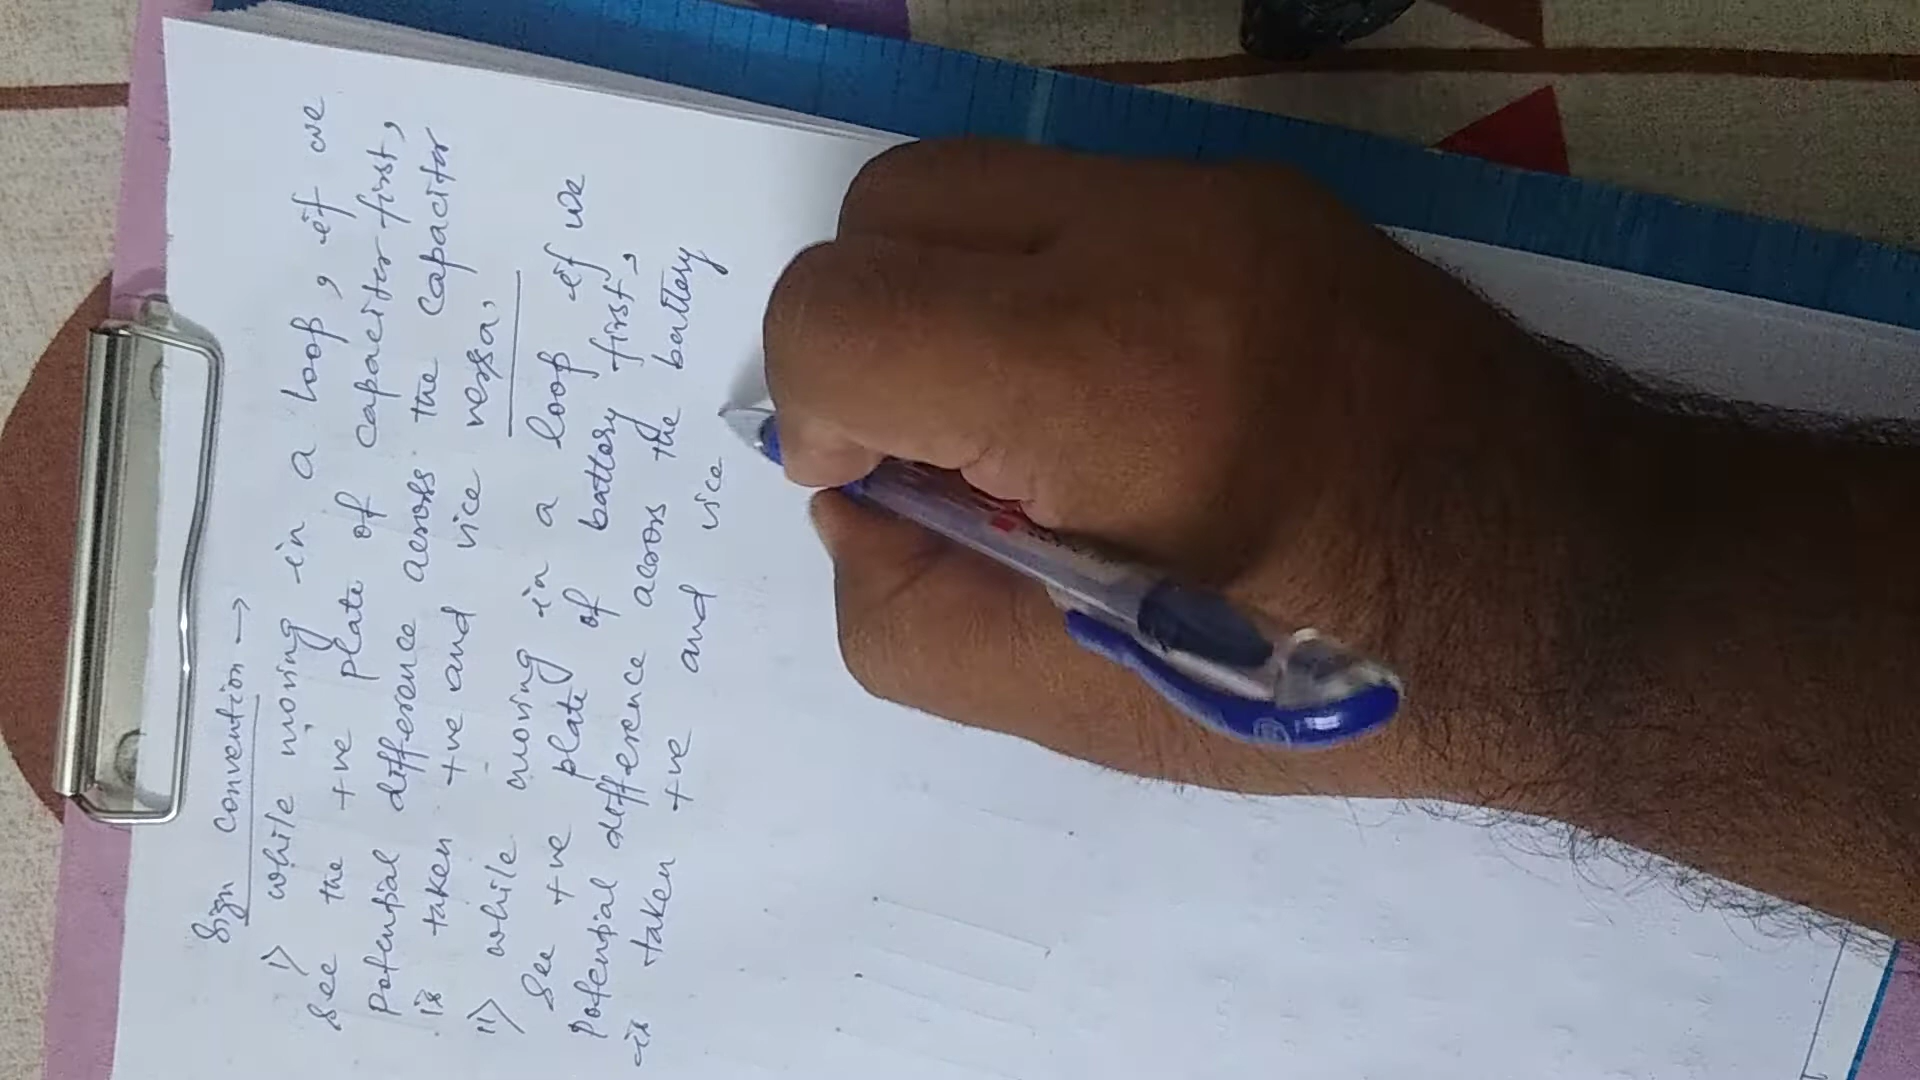 Sign convention →
i) while moving in a loop, if we
see the +ve plate of capacitor first,
potential difference across the capacitor
is taken +ve and vice versa.
ii) while moving in a loop if we
see +ve plate of battery first,
potential difference across the battery
is taken +ve and vice